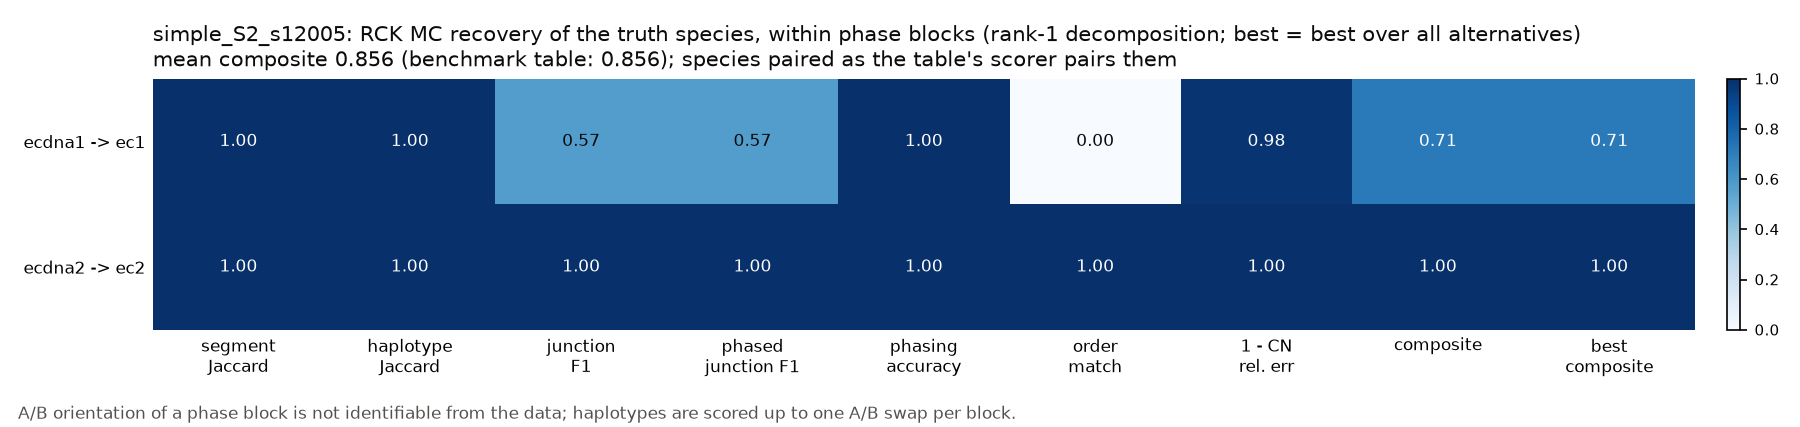 simple_S2_s12005: RCK MC recovery of the truth species, within phase blocks (rank-1 decomposition; best = best over all alternatives)
mean composite 0.856 (benchmark table: 0.856); species paired as the table's scorer pairs them
ecdna1 -> ec1
1.00 1.00 0.57 0.57 1.00 0.00 0.98 0.71 0.71
ecdna2 -> ec2
1.00 1.00 1.00 1.00 1.00 1.00 1.00 1.00 1.00
segment
Jaccard
haplotype
Jaccard
junction
F1
phased
junction F1
phasing
accuracy
order
match
1 - CN
rel. err
composite
best
composite
1.0
0.8
0.6
0.4
0.2
0.0
A/B orientation of a phase block is not identifiable from the data; haplotypes are scored up to one A/B swap per block.